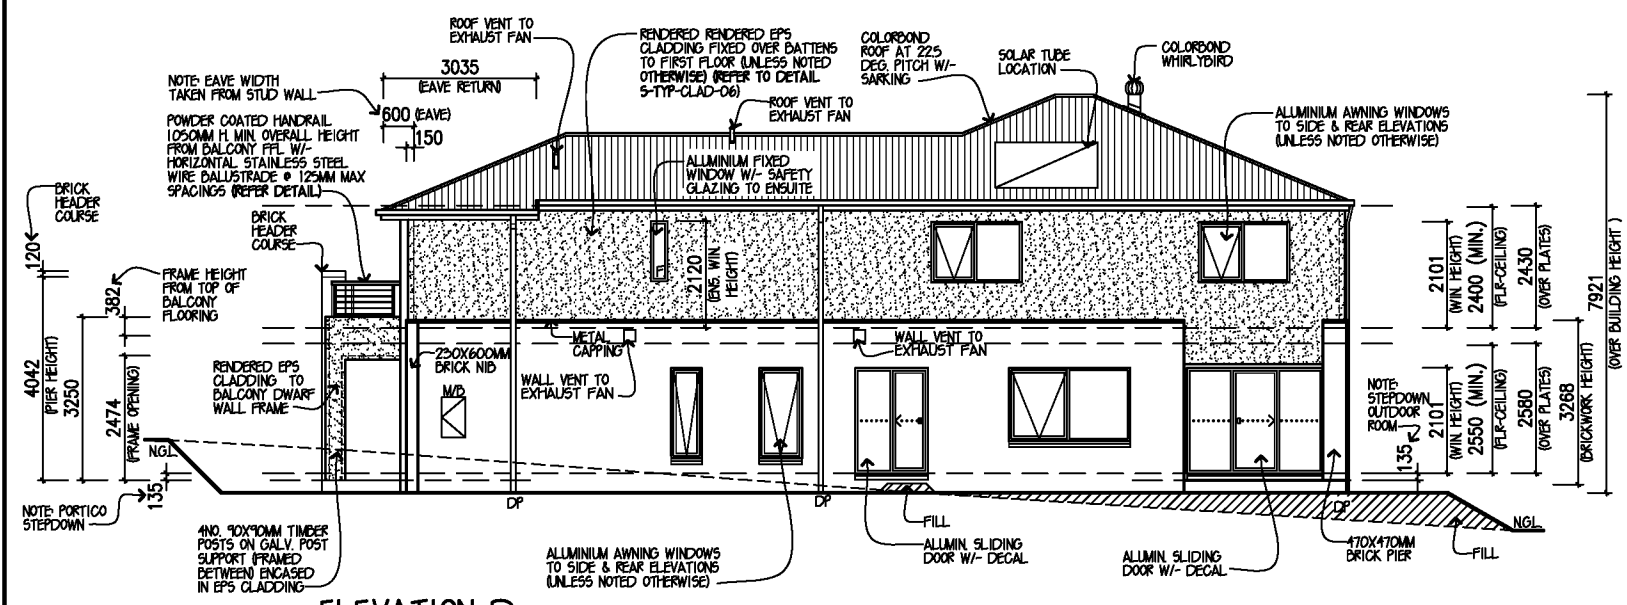 ROOF VENT TO
EXHAUST FAN
RENDERED RENDERED EPS
CLADDING FIXED OVER BATTENS
TO FIRST FLOOR (UNLESS NOTED
OTHERWISE) (REFER TO DETAIL
S-TYP-CLAD-06)
COLORBOND
ROOF AT 22.5
DEG. PITCH W/-
SARKING
SOLAR TUBE
LOCATION
COLORBOND
WHIRLYBIRD
3035
(EAVE RETURN)
NOTE: EAVE WIDTH
TAKEN FROM STUD WALL
600 (EAVE)
150
ROOF VENT TO
EXHAUST FAN
ALUMINIUM AWNING WINDOWS
TO SIDE & REAR ELEVATIONS
(UNLESS NOTED OTHERWISE)
POWDER COATED HANDRAIL
1050MM H. MIN. OVERALL HEIGHT
FROM BALCONY FFL W/-
HORIZONTAL STAINLESS STEEL
WIRE BALUSTRADE @ 125MM MAX
SPACINGS (REFER DETAIL)
ALUMINIUM FIXED
WINDOW W/- SAFETY
GLAZING TO ENSUITE
BRICK
HEADER
COURSE
BRICK
HEADER
COURSE
120
382
FRAME HEIGHT
FROM TOP OF
BALCONY
FLOORING
F
2120
(ENS. WIN.
HEIGHT)
2101
(WIN. HEIGHT)
2400 (MIN.)
(FLR-CEILING)
2430
(OVER PLATES)
7921
(OVER BUILDING HEIGHT)
4042
(PIER HEIGHT)
3250
2474
(FRAME OPENING)
METAL
CAPPING
WALL VENT TO
EXHAUST FAN
230X600MM
BRICK NIB
WALL VENT TO
EXHAUST FAN
RENDERED EPS
CLADDING TO
BALCONY DWARF
WALL FRAME
M/B
NOTE:
STEPDOWN
OUTDOOR
ROOM
2101
(WIN. HEIGHT)
2550 (MIN.)
(FLR-CEILING)
2580
(OVER PLATES)
3268
(BRICKWORK HEIGHT)
N.G.L.
135
135
NOTE: PORTICO
STEPDOWN
DP
DP
DP
FILL
N.G.L.
4NO. 90X90MM TIMBER
POSTS ON GALV. POST
SUPPORT (FRAMED
BETWEEN) ENCASED
IN EPS CLADDING
ALUMINIUM AWNING WINDOWS
TO SIDE & REAR ELEVATIONS
(UNLESS NOTED OTHERWISE)
ALUMIN. SLIDING
DOOR W/- DECAL
ALUMIN. SLIDING
DOOR W/- DECAL
470X470MM
BRICK PIER
FILL
ELEVATION